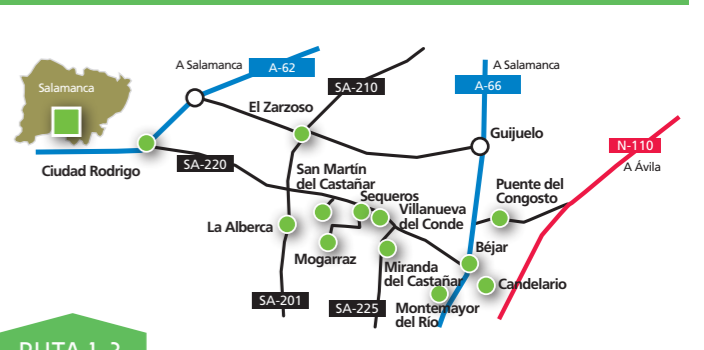 A Salamanca
A-62
A Salamanca
Salamanca
SA-210
A-66
El Zarzoso
Guijuelo
N-110
SA-220
A Ávila
Ciudad Rodrigo
San Martín
del Castañar
Puente del
Congosto
Sequeros
Villanueva
del Conde
La Alberca
Béjar
Mogarraz
Miranda
del Castañar
Candelario
SA-201
SA-225
Montemayor
del Río